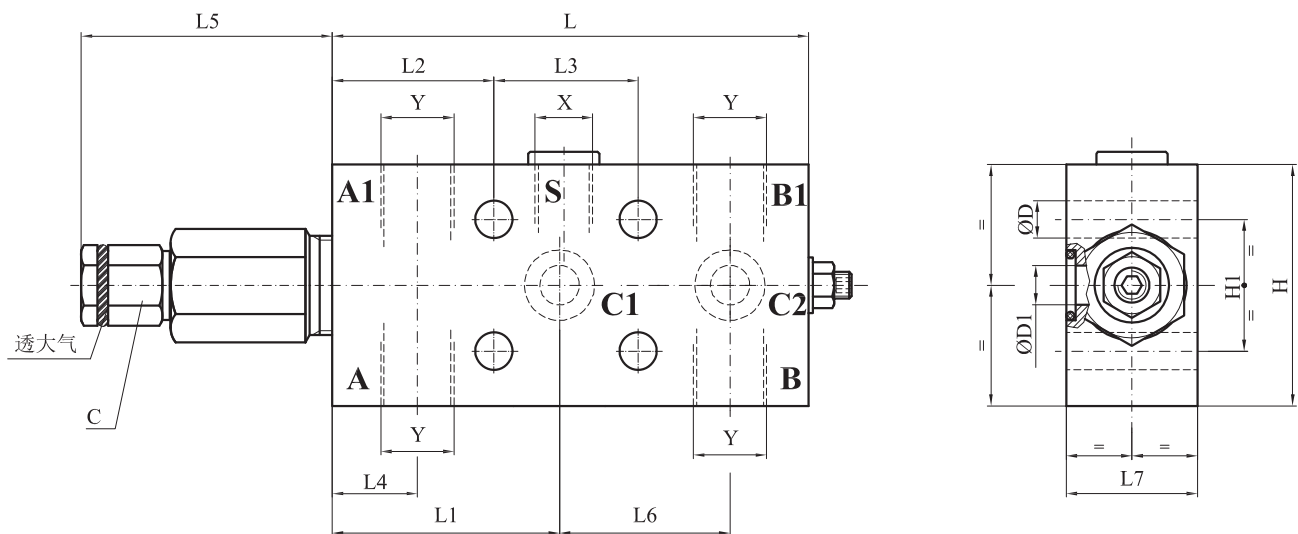 L5 L
L2 L3
Y X Y
A1 S B1
C1 C2
透大气
A B
C
Y Y
L4
L1 L6
ØD
ØD1
H1
H
= =
= =
= =
L7